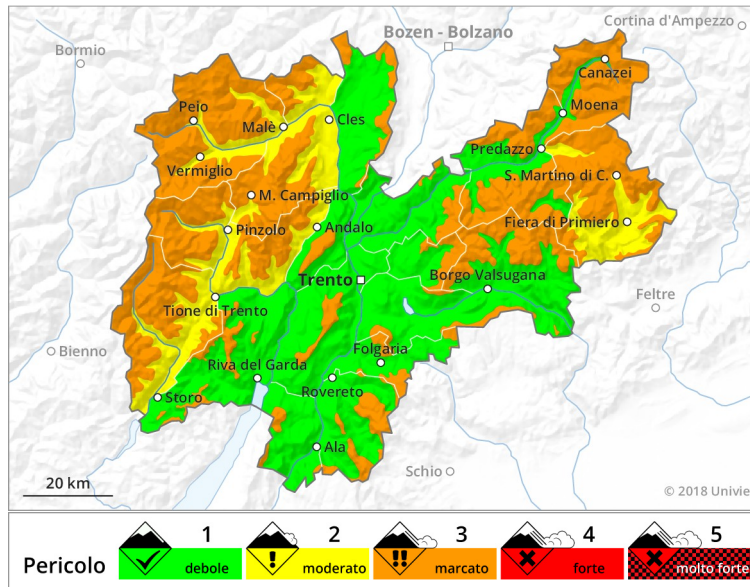 Cortina d'Ampezzo
Bozen - Bolzano
Bormio
Canazei
Peio
Moena
Malè
Cles
Predazzo
Vermiglio
S. Martino di C.
M. Campiglio
Fiera di Primiero
Pinzolo
Andalo
Trento
Borgo Valsugana
Feltre
Tione di Trento
Folgaria
Bienno
Riva del Garda
Rovereto
Storo
Ala
Schio
20 km
© 2018 Univie
1 2 3 4 5
! !!
Pericolo debole moderato marcato forte molto forte